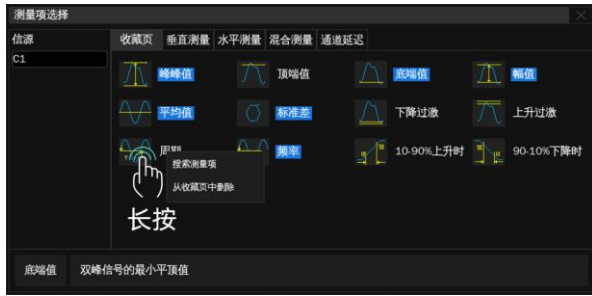 测量项选择
信源
收藏页 垂直测量 水平测量 混合测量 通道延迟
C1
峰峰值 顶端值 底端值 幅值
平均值 标准差 下降过激 上升过激
周期 频率 10-90%上升时 90-10%下降时
搜索测量项
从收藏页中删除
长按
底端值 双峰信号的最小平顶值